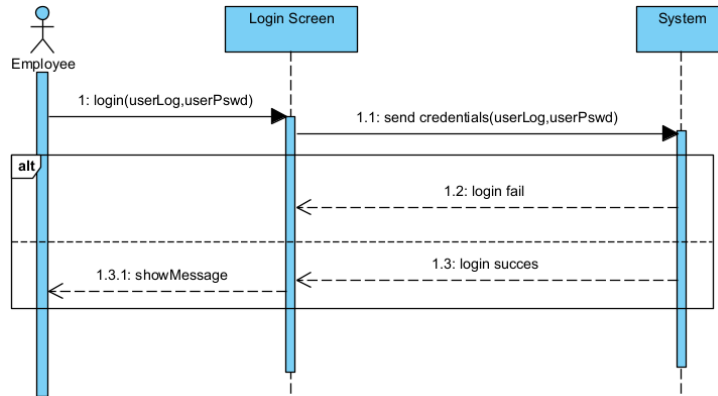 Login Screen
System
Employee
1: login(userLog,userPswd)
1.1: send credentials(userLog,userPswd)
alt
1.2: login fail
1.3: login succes
1.3.1: showMessage